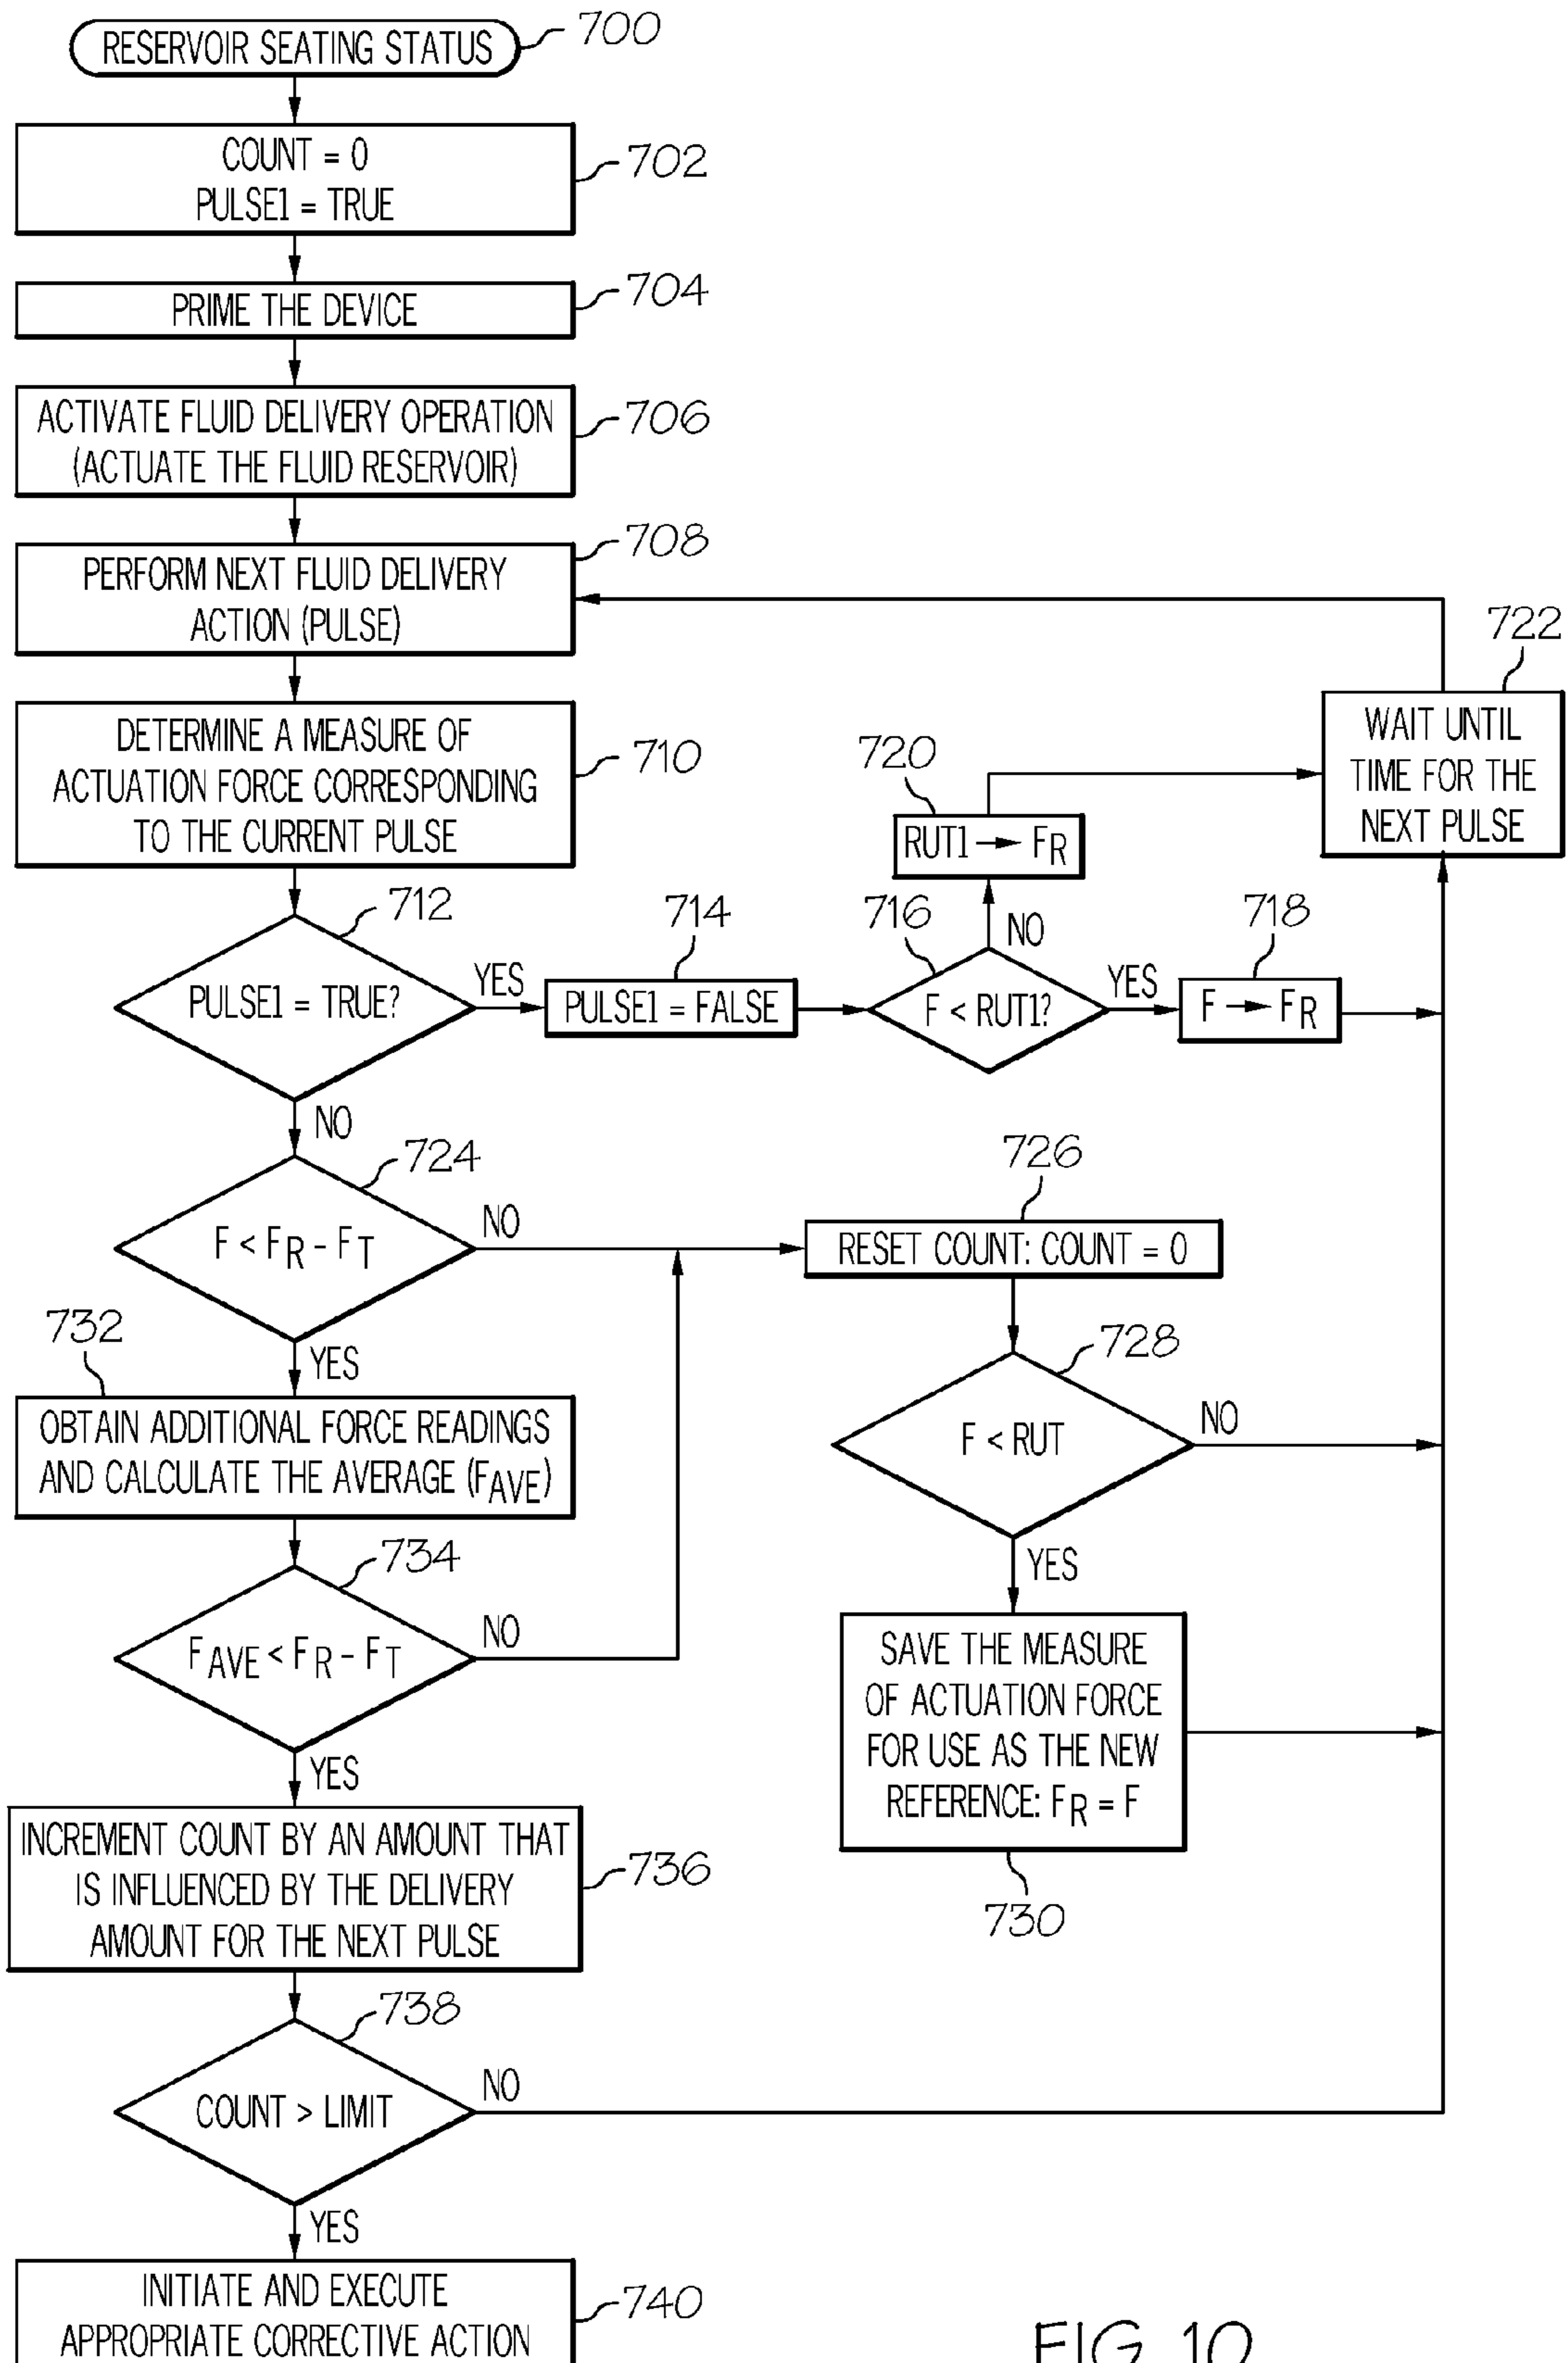 RESERVOIR SEATING STATUS
700
COUNT = 0
PULSE1 = TRUE
702
PRIME THE DEVICE
704
ACTIVATE FLUID DELIVERY OPERATION
(ACTUATE THE FLUID RESERVOIR)
706
PERFORM NEXT FLUID DELIVERY
ACTION (PULSE)
708
DETERMINE A MEASURE OF
ACTUATION FORCE CORRESPONDING
TO THE CURRENT PULSE
710
722
WAIT UNTIL
TIME FOR THE
NEXT PULSE
720
RUT1 → FR
712
PULSE1 = TRUE?
YES
714
PULSE1 = FALSE
716
NO
F < RUT1?
YES
718
F → FR
NO
724
F < FR - FT
NO
726
RESET COUNT: COUNT = 0
YES
728
F < RUT
NO
YES
732
OBTAIN ADDITIONAL FORCE READINGS
AND CALCULATE THE AVERAGE (FAVE)
734
FAVE < FR - FT
NO
SAVE THE MEASURE
OF ACTUATION FORCE
FOR USE AS THE NEW
REFERENCE: FR = F
730
YES
INCREMENT COUNT BY AN AMOUNT THAT
IS INFLUENCED BY THE DELIVERY
AMOUNT FOR THE NEXT PULSE
736
738
COUNT > LIMIT
NO
YES
INITIATE AND EXECUTE
APPROPRIATE CORRECTIVE ACTION
740
FIG. 10